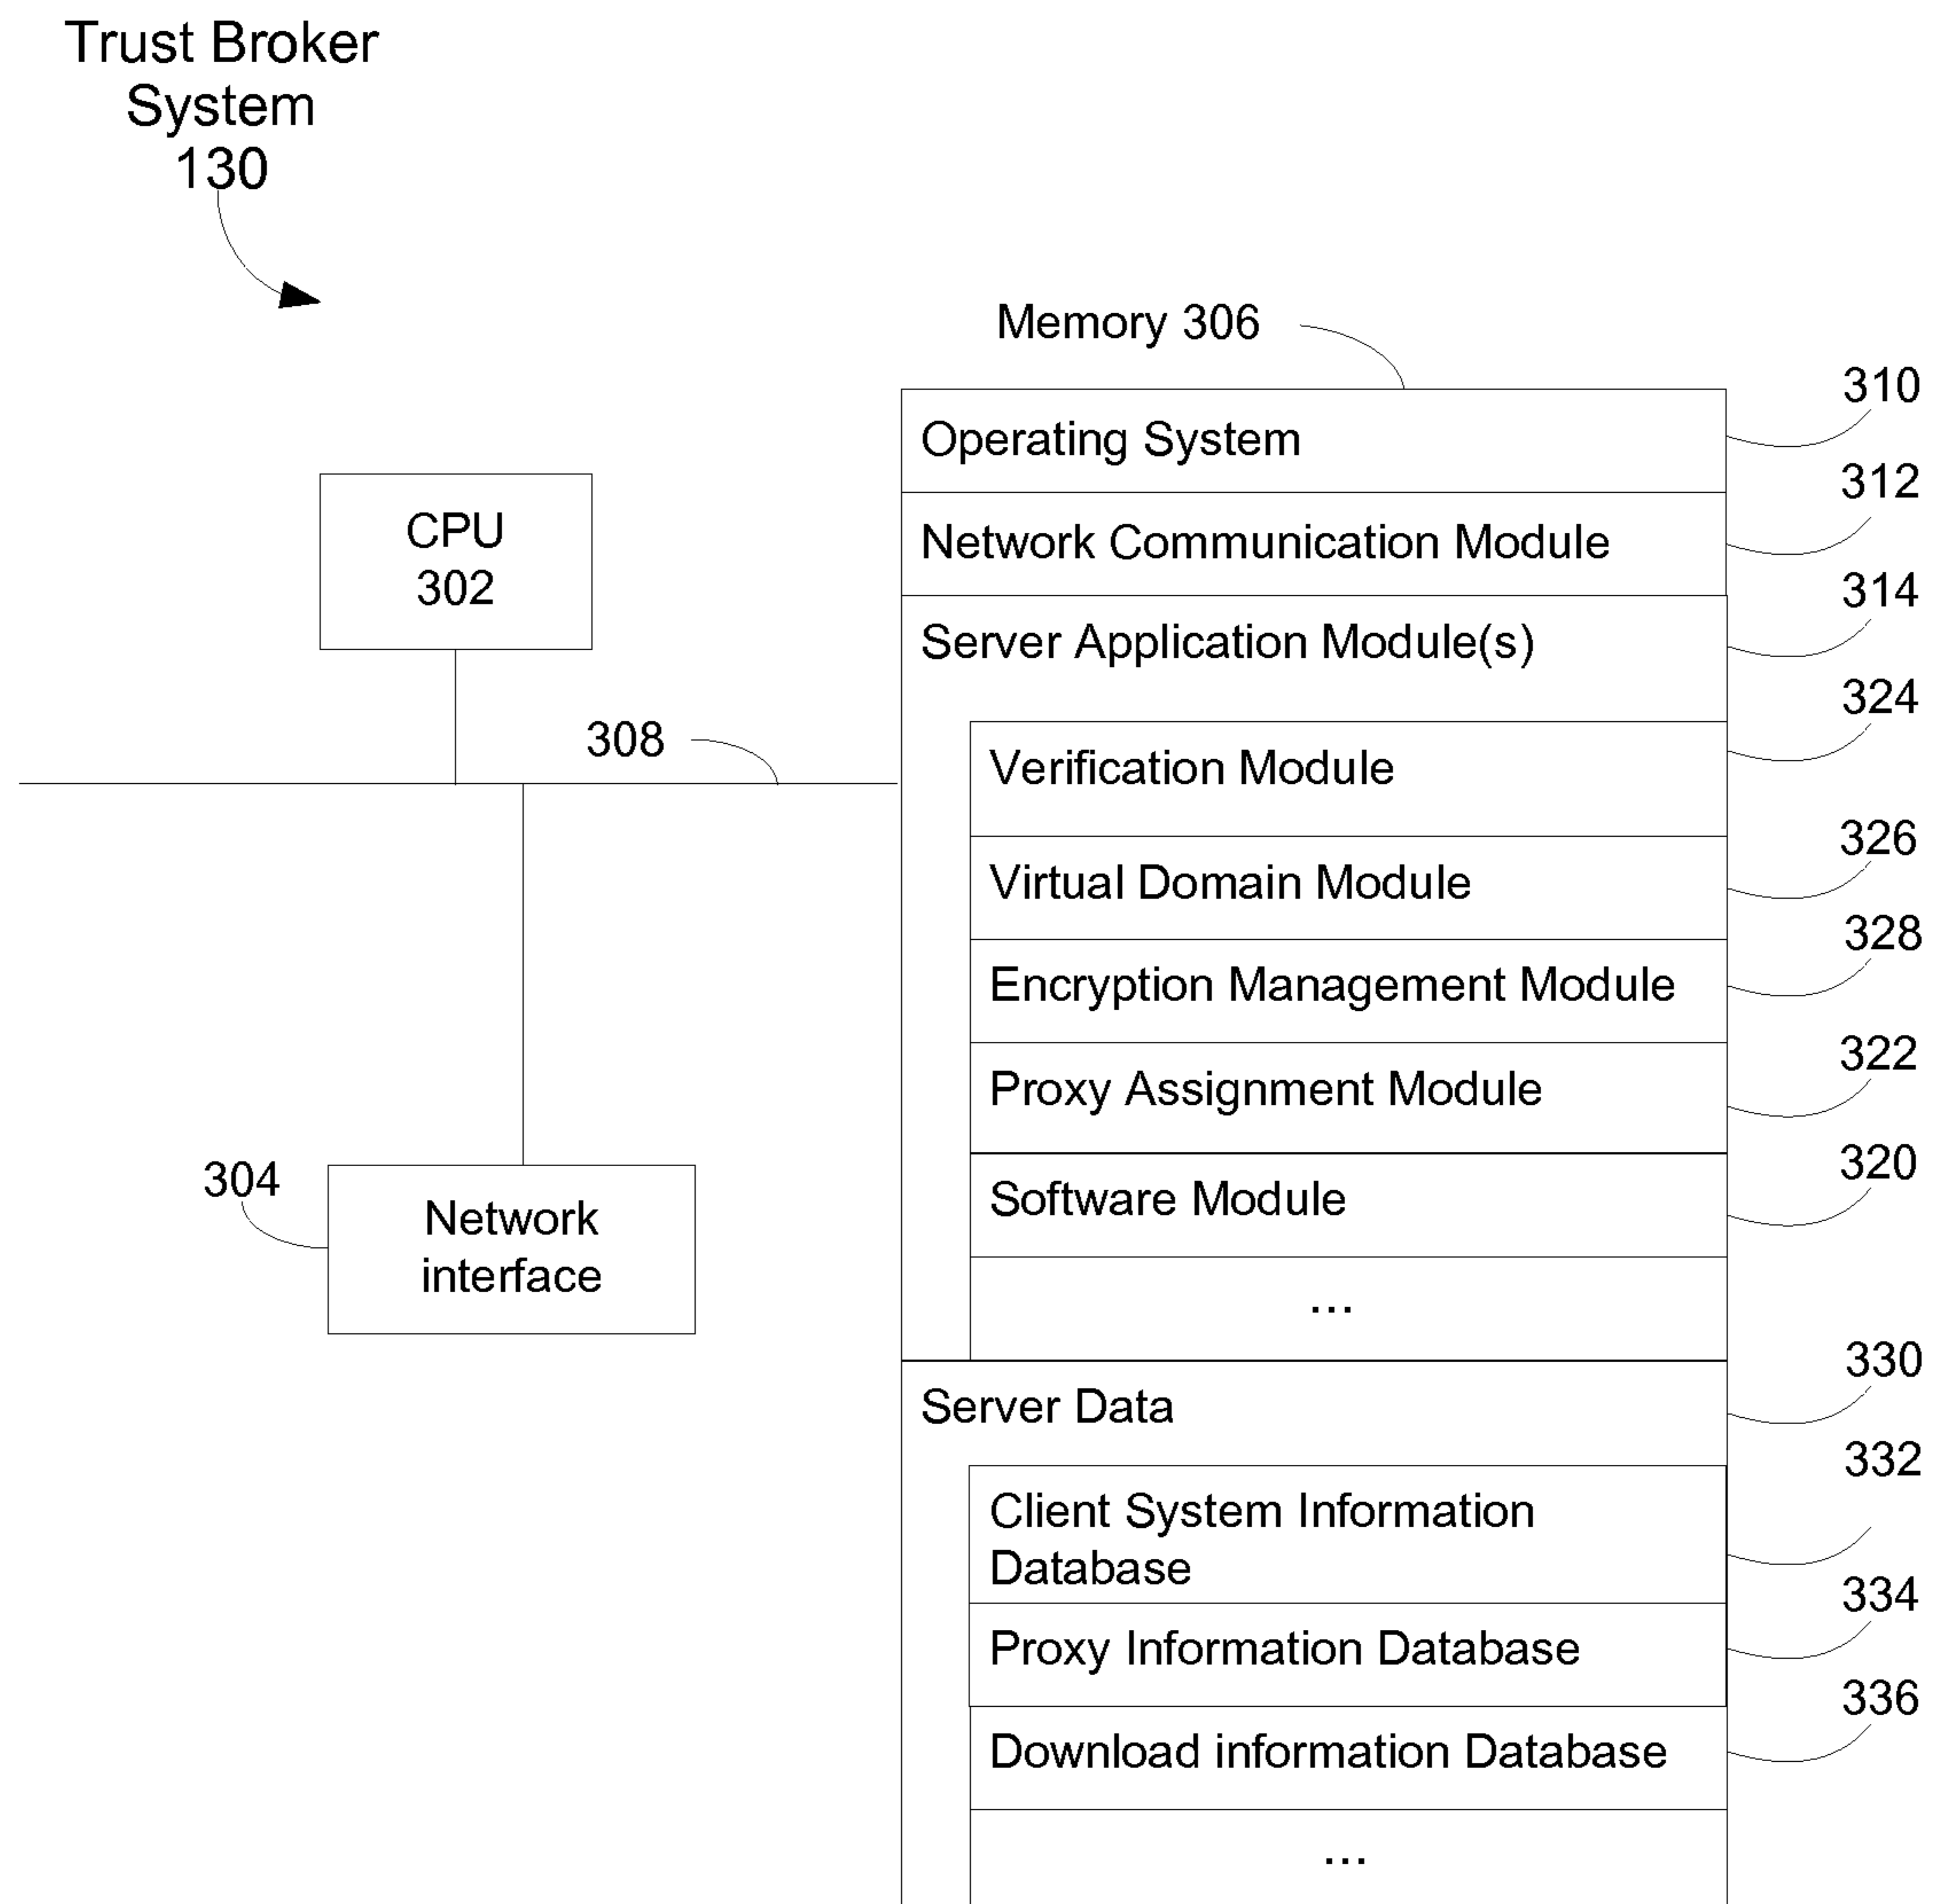 Trust Broker
System
130
Memory 306
310
Operating System
312
Network Communication Module
CPU
302
314
Server Application Module(s)
324
308
Verification Module
326
Virtual Domain Module
328
Encryption Management Module
322
Proxy Assignment Module
320
304
Software Module
Network
interface
...
330
Server Data
332
Client System Information
Database
334
Proxy Information Database
336
Download information Database
...